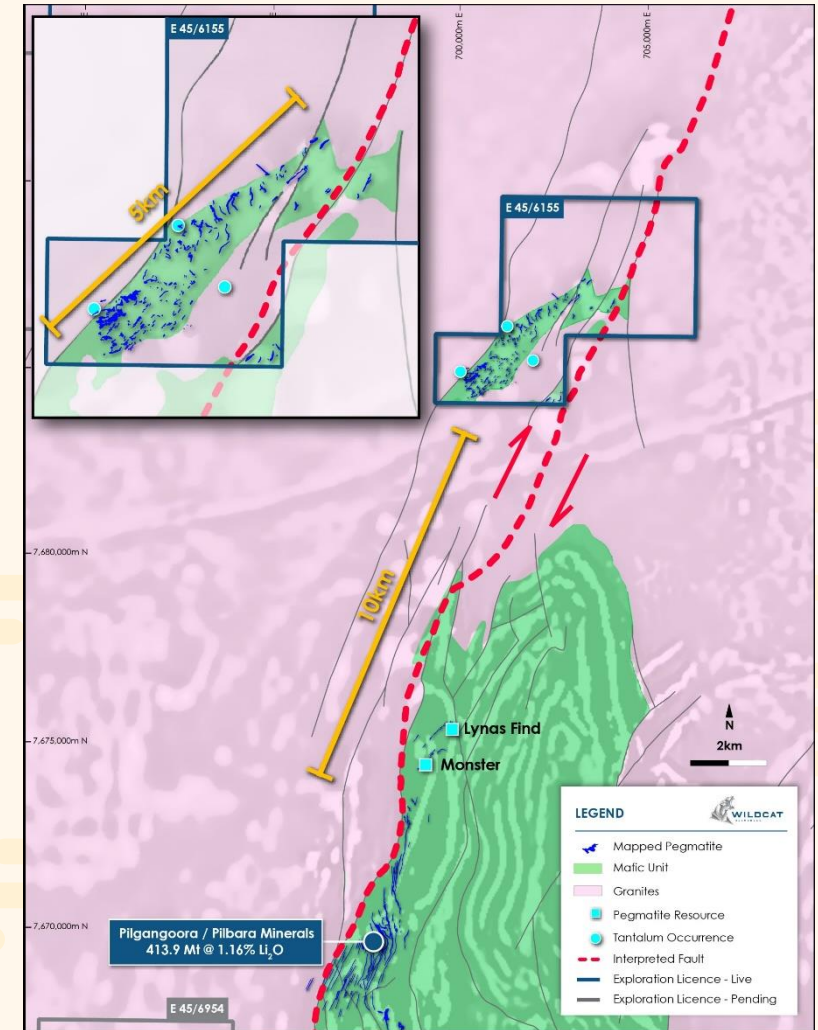 E 45/6155
5km
700,000m E
705,000m E
E 45/6155
7,680,000m N
10km
Lynas Find
Monster
7,675,000m N
N
2km
7,670,000m N
Pilgangoora / Pilbara Minerals
413.9 Mt @ 1.16% Li₂O
E 45/6954
LEGEND
WILDCAT
Mapped Pegmatite
Mafic Unit
Granites
Pegmatite Resource
Tantalum Occurrence
Interpreted Fault
Exploration Licence - Live
Exploration Licence - Pending